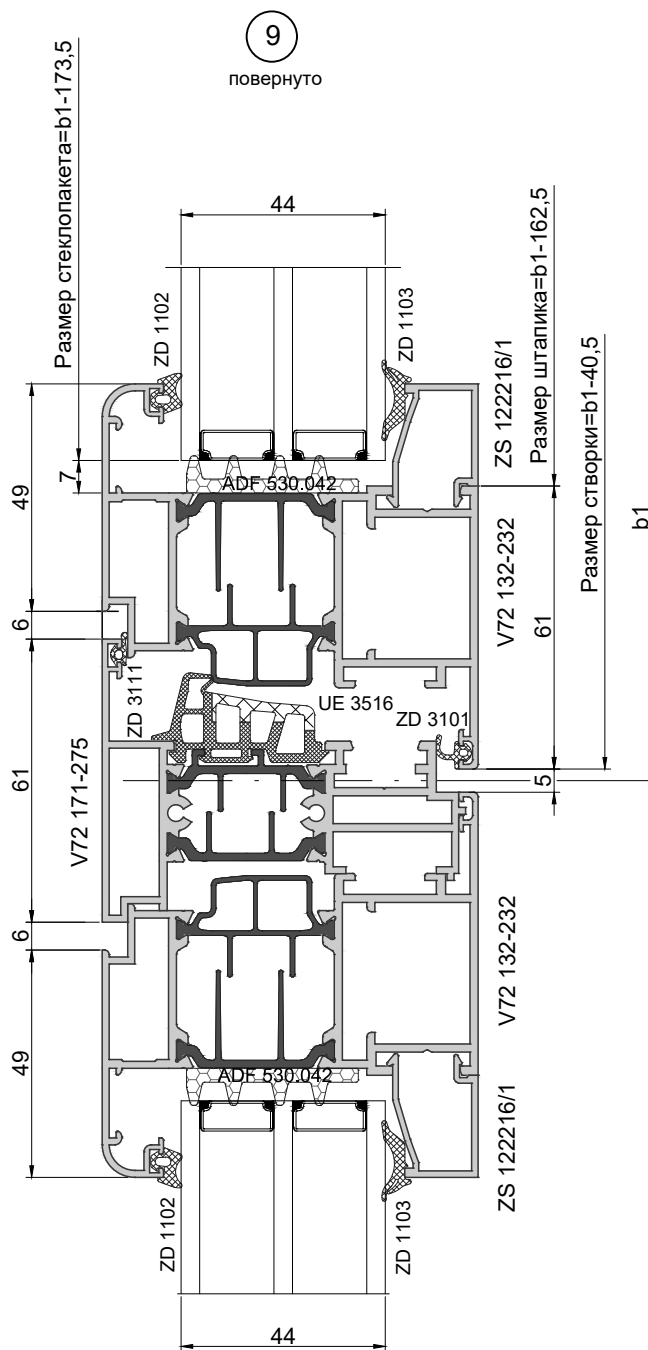 9
повернуто
Размер стеклопакета=b1-173,5
44
ZD 1102
ZD 1103
ZS 122216/1
Размер штапика=b1-162,5
Размер створки=b1-40,5
b1
7
49
ADF 530.042
V72 132-232
61
6
ZD 3111
UE 3516
ZD 3101
61
V72 171-275
5
6
V72 132-232
49
ADF 530.042
ZS 122216/1
ZD 1102
ZD 1103
44